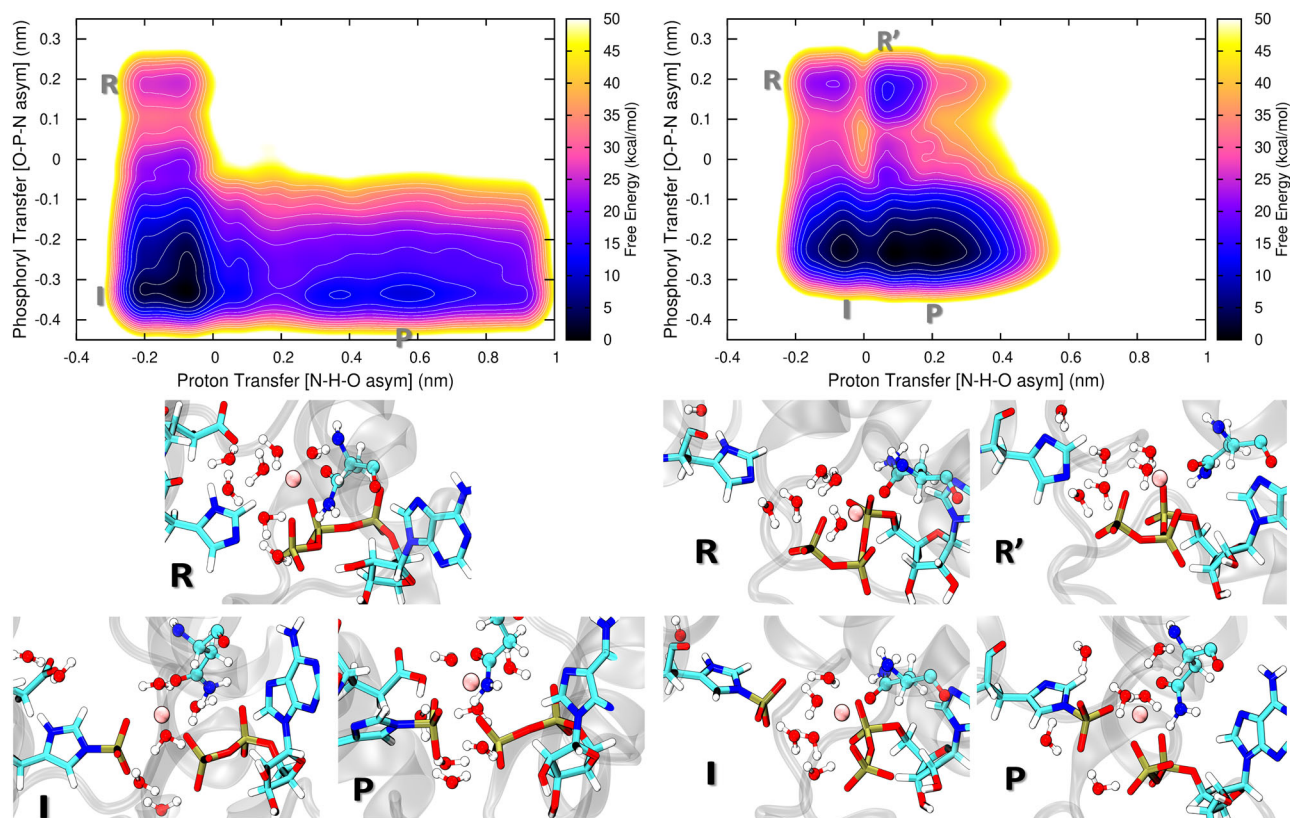 Phosphoryl Transfer [O-P-N asym] (nm)
0.3
0.2
0.1
0
-0.1
-0.2
-0.3
-0.4
R
I
P
-0.4
-0.2
0
0.2
0.4
0.6
0.8
1
Proton Transfer [N-H-O asym] (nm)
50
45
40
35
30
25
20
15
10
5
0
Free Energy (kcal/mol)
Phosphoryl Transfer [O-P-N asym] (nm)
0.3
0.2
0.1
0
-0.1
-0.2
-0.3
-0.4
R'
R
I
P
-0.4
-0.2
0
0.2
0.4
0.6
0.8
1
Proton Transfer [N-H-O asym] (nm)
50
45
40
35
30
25
20
15
10
5
0
Free Energy (kcal/mol)
R
R
R'
I
P
I
P